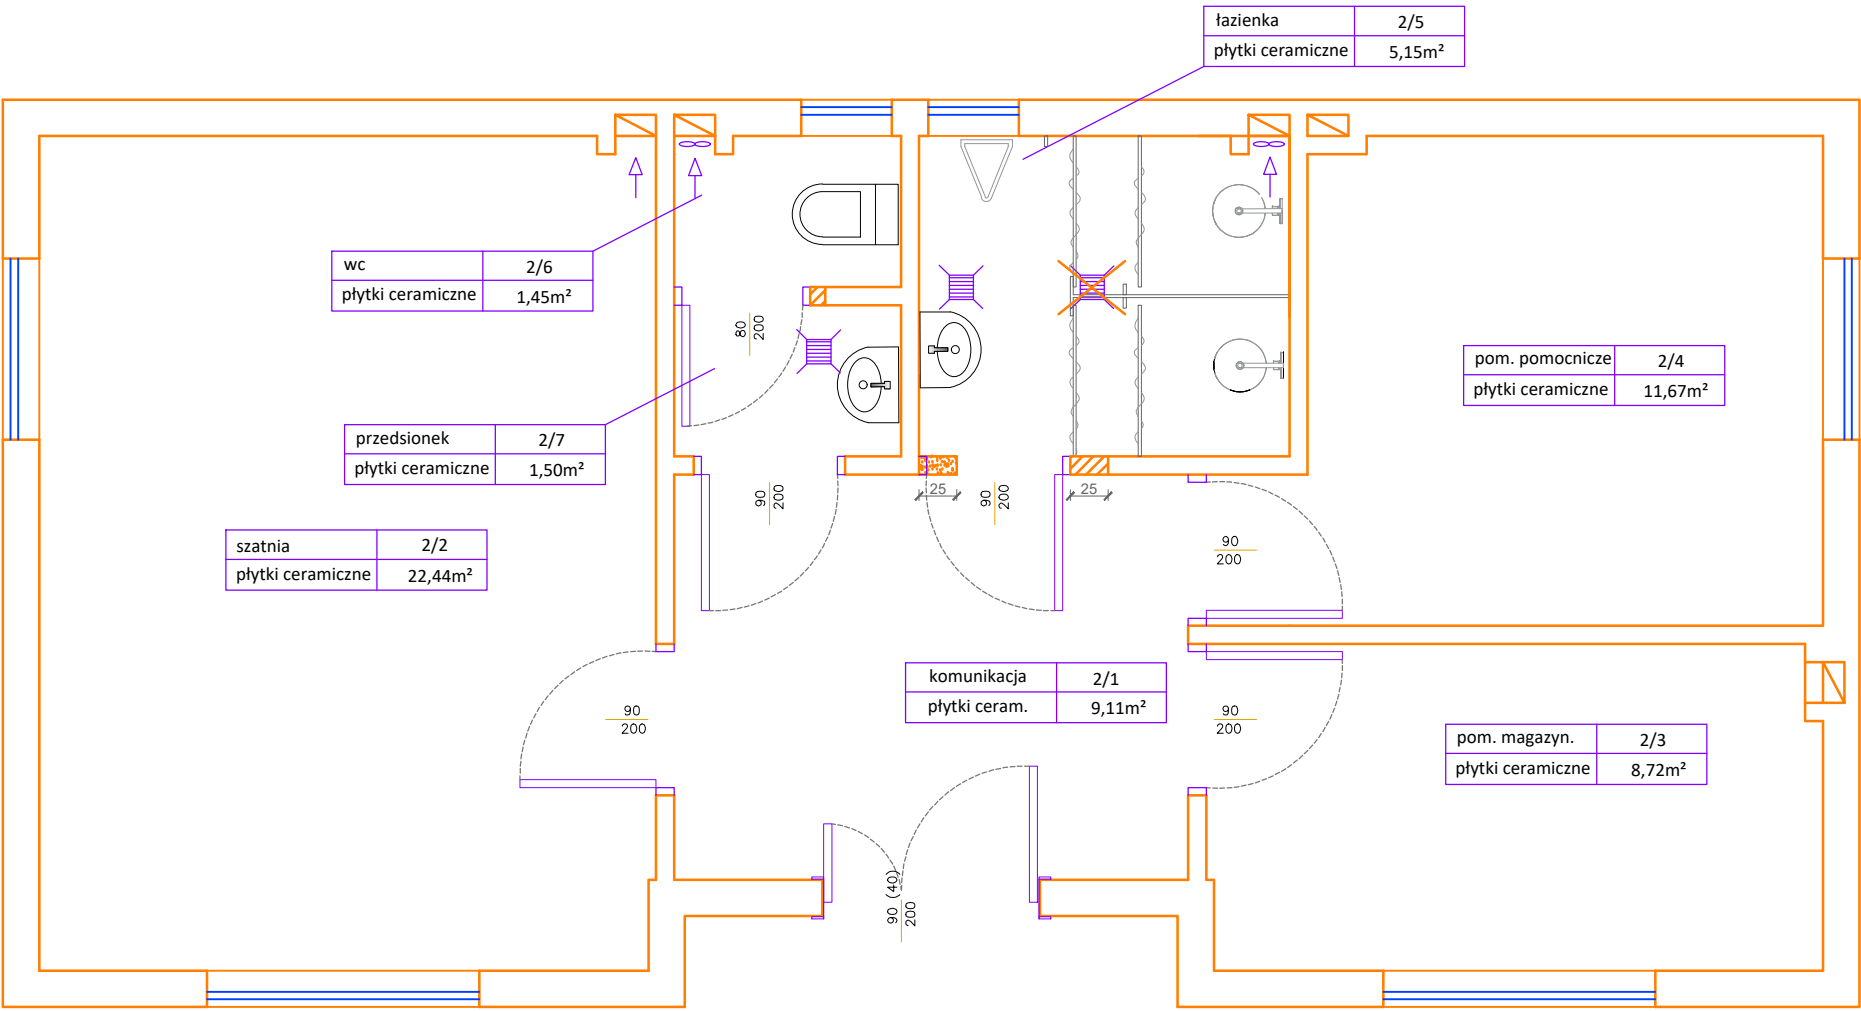 łazienka 2/5
płytki ceramiczne 5,15m²
wc 2/6
płytki ceramiczne 1,45m²
80
200
pom. pomocnicze 2/4
płytki ceramiczne 11,67m²
przedsionek 2/7
płytki ceramiczne 1,50m²
90
200
25
90
200
25
szatnia 2/2
płytki ceramiczne 22,44m²
90
200
komunikacja 2/1
płytki ceram. 9,11m²
90
200
90
200
pom. magazyn. 2/3
płytki ceramiczne 8,72m²
90 (40)
200